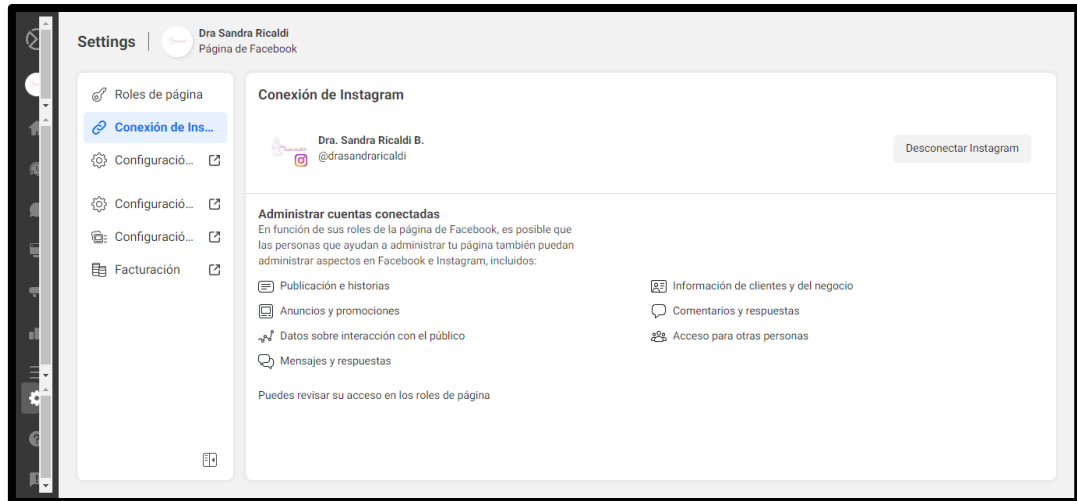 Settings
Dra Sandra Ricaldi
Página de Facebook
Roles de página
Conexión de Ins...
Configuració...
Configuració...
Configuració...
Facturación
Conexión de Instagram
Dra. Sandra Ricaldi B.
@drasandraricaldi
Desconectar Instagram
Administrar cuentas conectadas
En función de sus roles de la página de Facebook, es posible que
las personas que ayudan a administrar tu página también puedan
administrar aspectos en Facebook e Instagram, incluidos:
Publicación e historias
Información de clientes y del negocio
Anuncios y promociones
Comentarios y respuestas
Datos sobre interacción con el público
Acceso para otras personas
Mensajes y respuestas
Puedes revisar su acceso en los roles de página